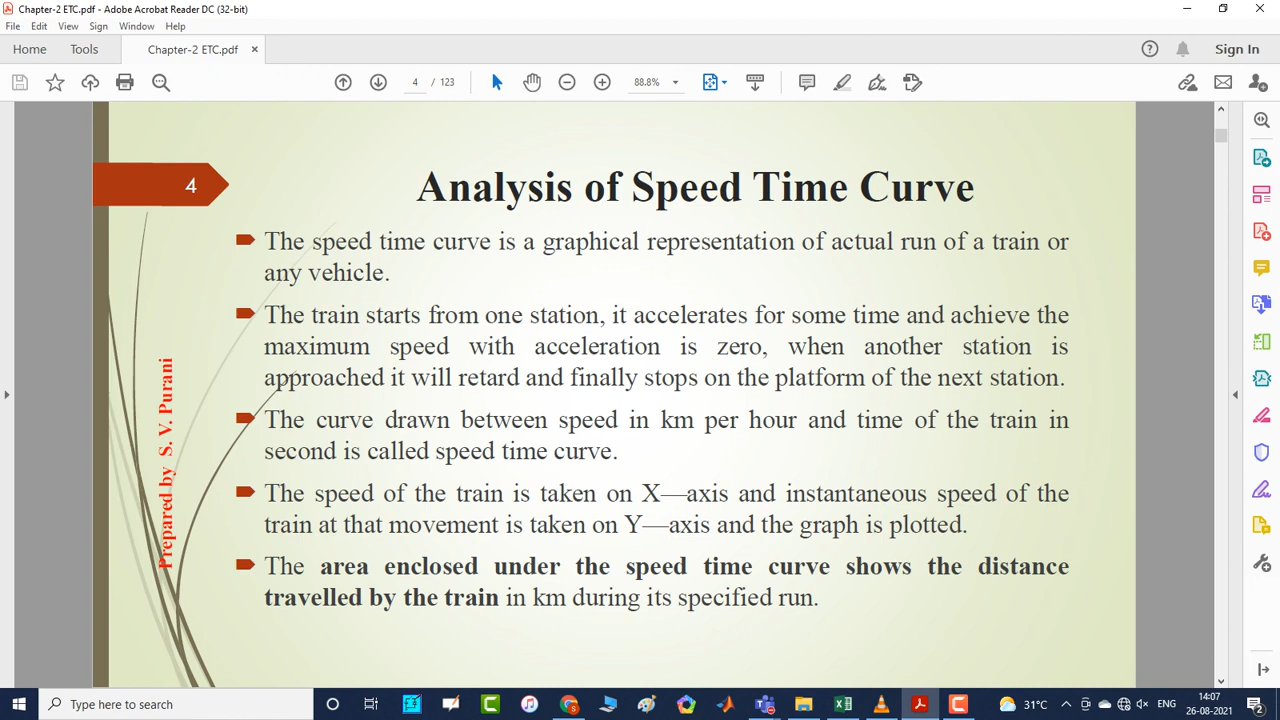 Chapter-2 ETC.pdf - Adobe Acrobat Reader DC (32-bit)
File Edit View Sign Window Help
Home Tools Chapter-2 ETC.pdf × Sign In
4 / 123 88.8%
4
Analysis of Speed Time Curve
The speed time curve is a graphical representation of actual run of a train or
any vehicle.
The train starts from one station, it accelerates for some time and achieve the
maximum speed with acceleration is zero, when another station is
approached it will retard and finally stops on the platform of the next station.
The curve drawn between speed in km per hour and time of the train in
second is called speed time curve.
The speed of the train is taken on X—axis and instantaneous speed of the
train at that movement is taken on Y—axis and the graph is plotted.
The area enclosed under the speed time curve shows the distance
travelled by the train in km during its specified run.
Prepared by S. V. Purani
Type here to search
31°C ENG
14:07
26-08-2021
2